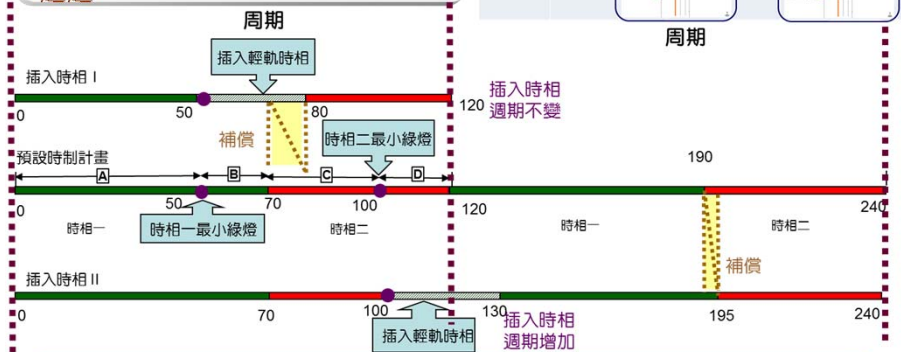 周期
周期
插入輕軌時相
插入時相 I
0
50
80
120
插入時相
週期不變
補償
時相二最小綠燈
預設時制計畫
190
A
B
C
D
0
50
70
100
120
240
時相一
時相一最小綠燈
時相二
時相一
時相二
補償
插入時相 II
0
70
100
130
195
240
插入輕軌時相
插入時相
週期增加